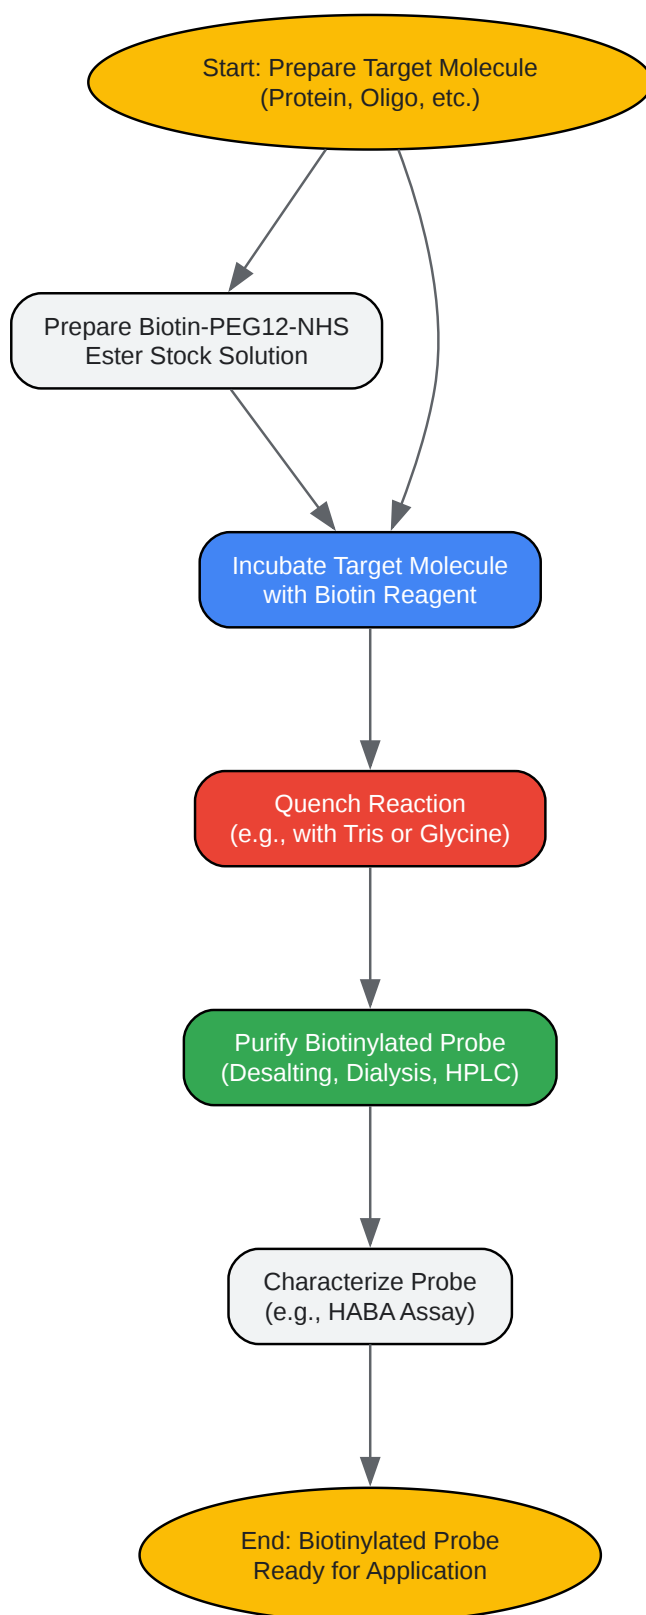 Start: Prepare Target Molecule
(Protein, Oligo, etc.)
Prepare Biotin-PEG12-NHS
Ester Stock Solution
Incubate Target Molecule
with Biotin Reagent
Quench Reaction
(e.g., with Tris or Glycine)
Purify Biotinylated Probe
(Desalting, Dialysis, HPLC)
Characterize Probe
(e.g., HABA Assay)
End: Biotinylated Probe
Ready for Application